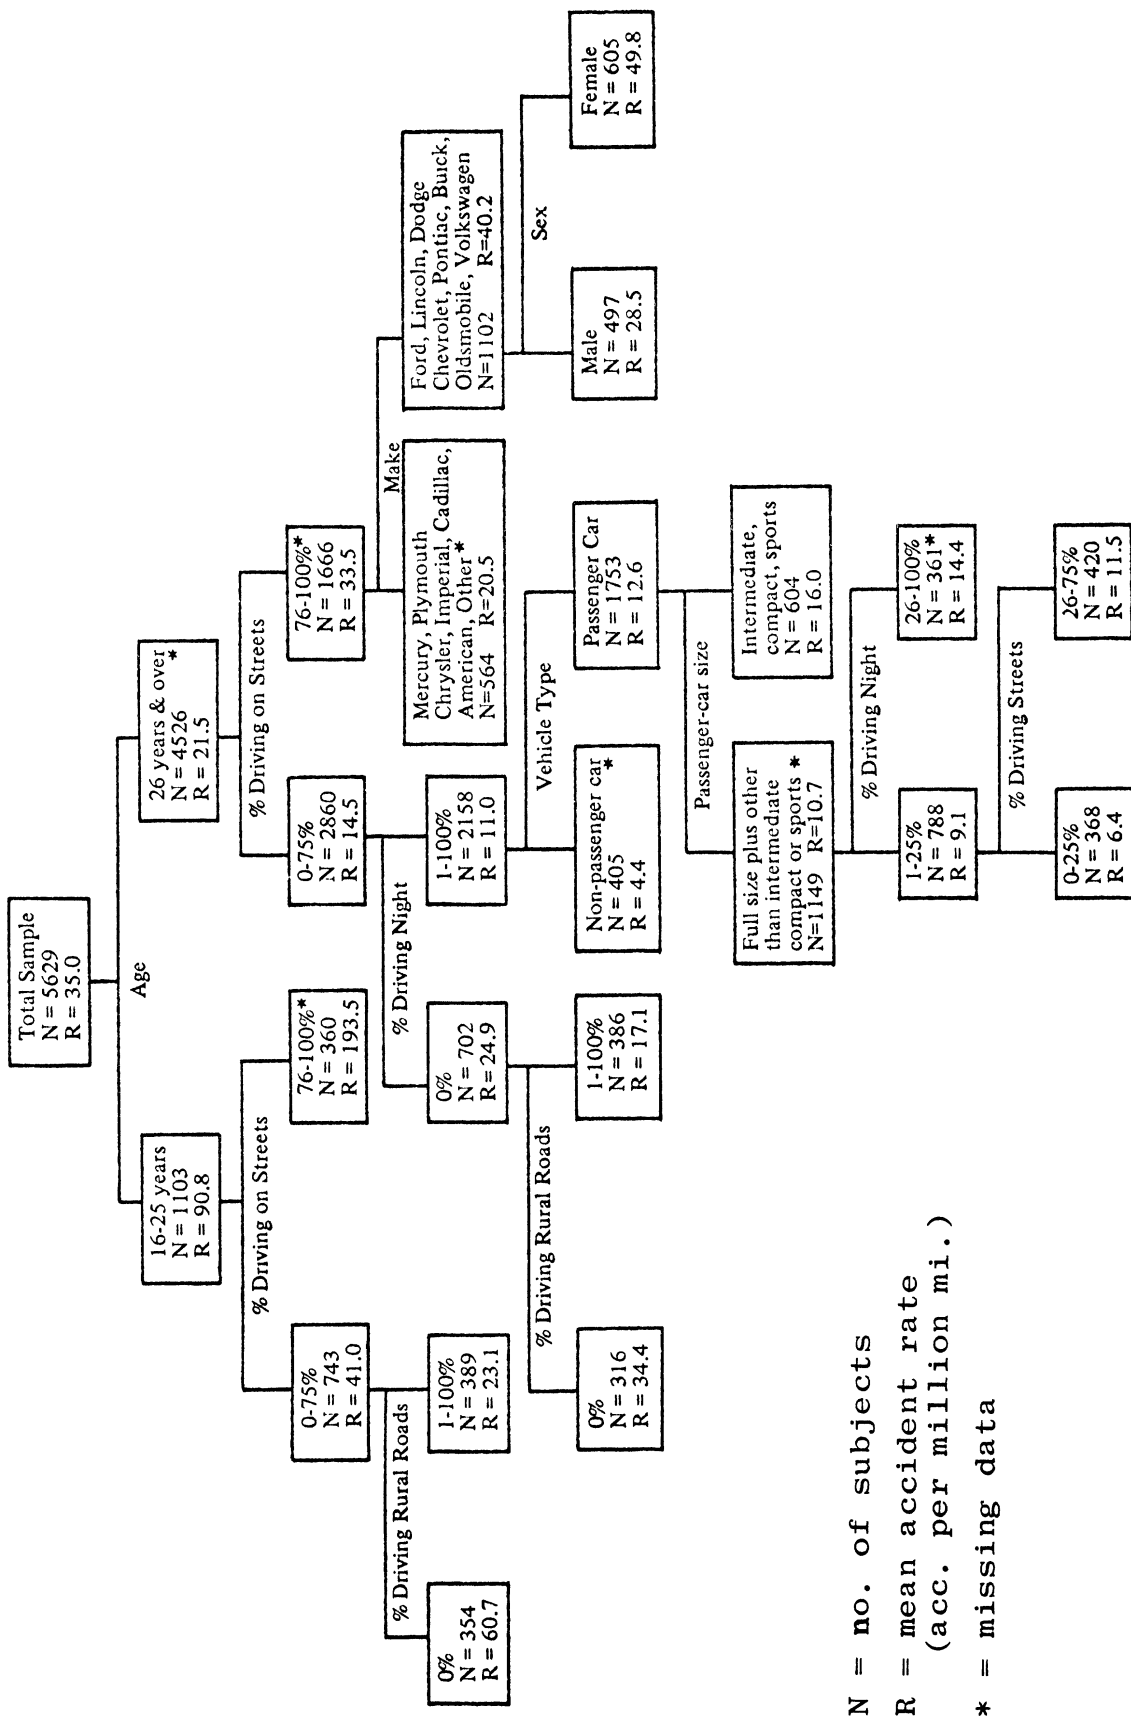 Total Sample
N = 5629
R = 35.0
Age
16-25 years
N = 1103
R = 90.8
26 years & over
N = 4526 *
R = 21.5
% Driving on Streets
% Driving on Streets
0-75%
N = 743
R = 41.0
76-100%*
N = 360
R = 193.5
0-75%
N = 2860
R = 14.5
76-100%*
N = 1666
R = 33.5
% Driving Rural Roads
% Driving Night
Make
0%
N = 354
R = 60.7
1-100%
N = 389
R = 23.1
0%
N = 702
R = 24.9
1-100%
N = 2158
R = 11.0
Mercury, Plymouth
Chrysler, Imperial, Cadillac,
American, Other*
N=564 R=20.5
Ford, Lincoln, Dodge
Chevrolet, Pontiac, Buick,
Oldsmobile, Volkswagen
N=1102 R=40.2
% Driving Rural Roads
Vehicle Type
Sex
0%
N = 316
R = 34.4
1-100%
N = 386
R = 17.1
Non-passenger car
N = 405 *
R = 4.4
Passenger Car
N = 1753
R = 12.6
Male
N = 497
R = 28.5
Female
N = 605
R = 49.8
Passenger-car size
Full size plus other
than intermediate
compact or sports *
N=1149 R=10.7
Intermediate,
compact, sports
N = 604
R = 16.0
% Driving Night
1-25%
N = 788
R = 9.1
26-100%
N = 361*
R = 14.4
% Driving Streets
0-25%
N = 368
R = 6.4
26-75%
N = 420
R = 11.5
N = no. of subjects
R = mean accident rate
(acc. per million mi.)
* = missing data